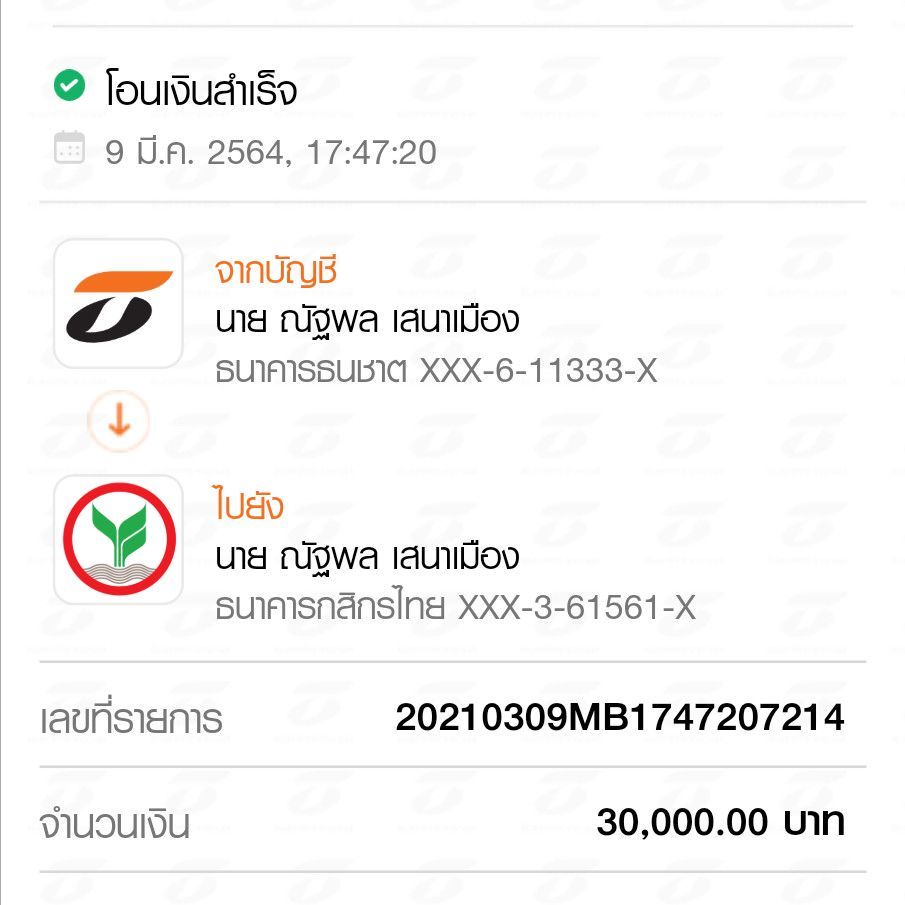 โอนเงินสำเร็จ
9 มี.ค. 2564, 17:47:20
จากบัญชี
นาย ณัฐพล เสนาเมือง
ธนาคารธนชาต XXX-6-11333-X
ไปยัง
นาย ณัฐพล เสนาเมือง
ธนาคารกสิกรไทย XXX-3-61561-X
เลขที่รายการ 20210309MB1747207214
จำนวนเงิน 30,000.00 บาท